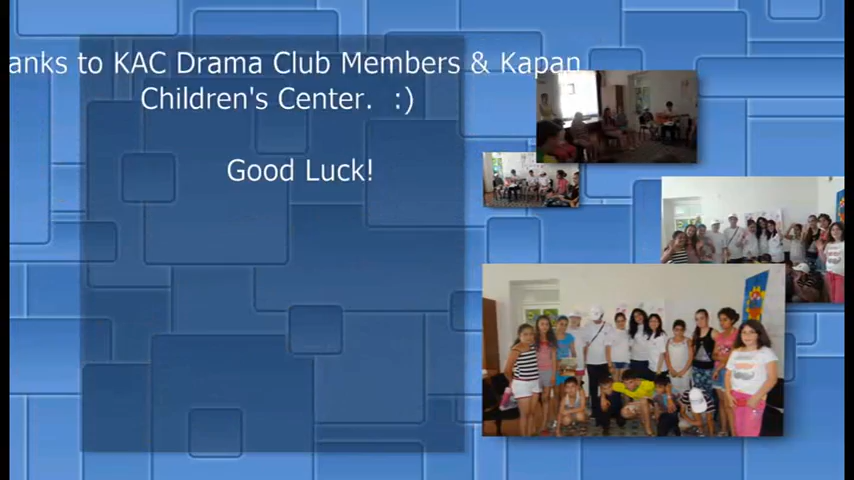 anks to KAC Drama Club Members & Kapan
Children's Center. :)
Good Luck!